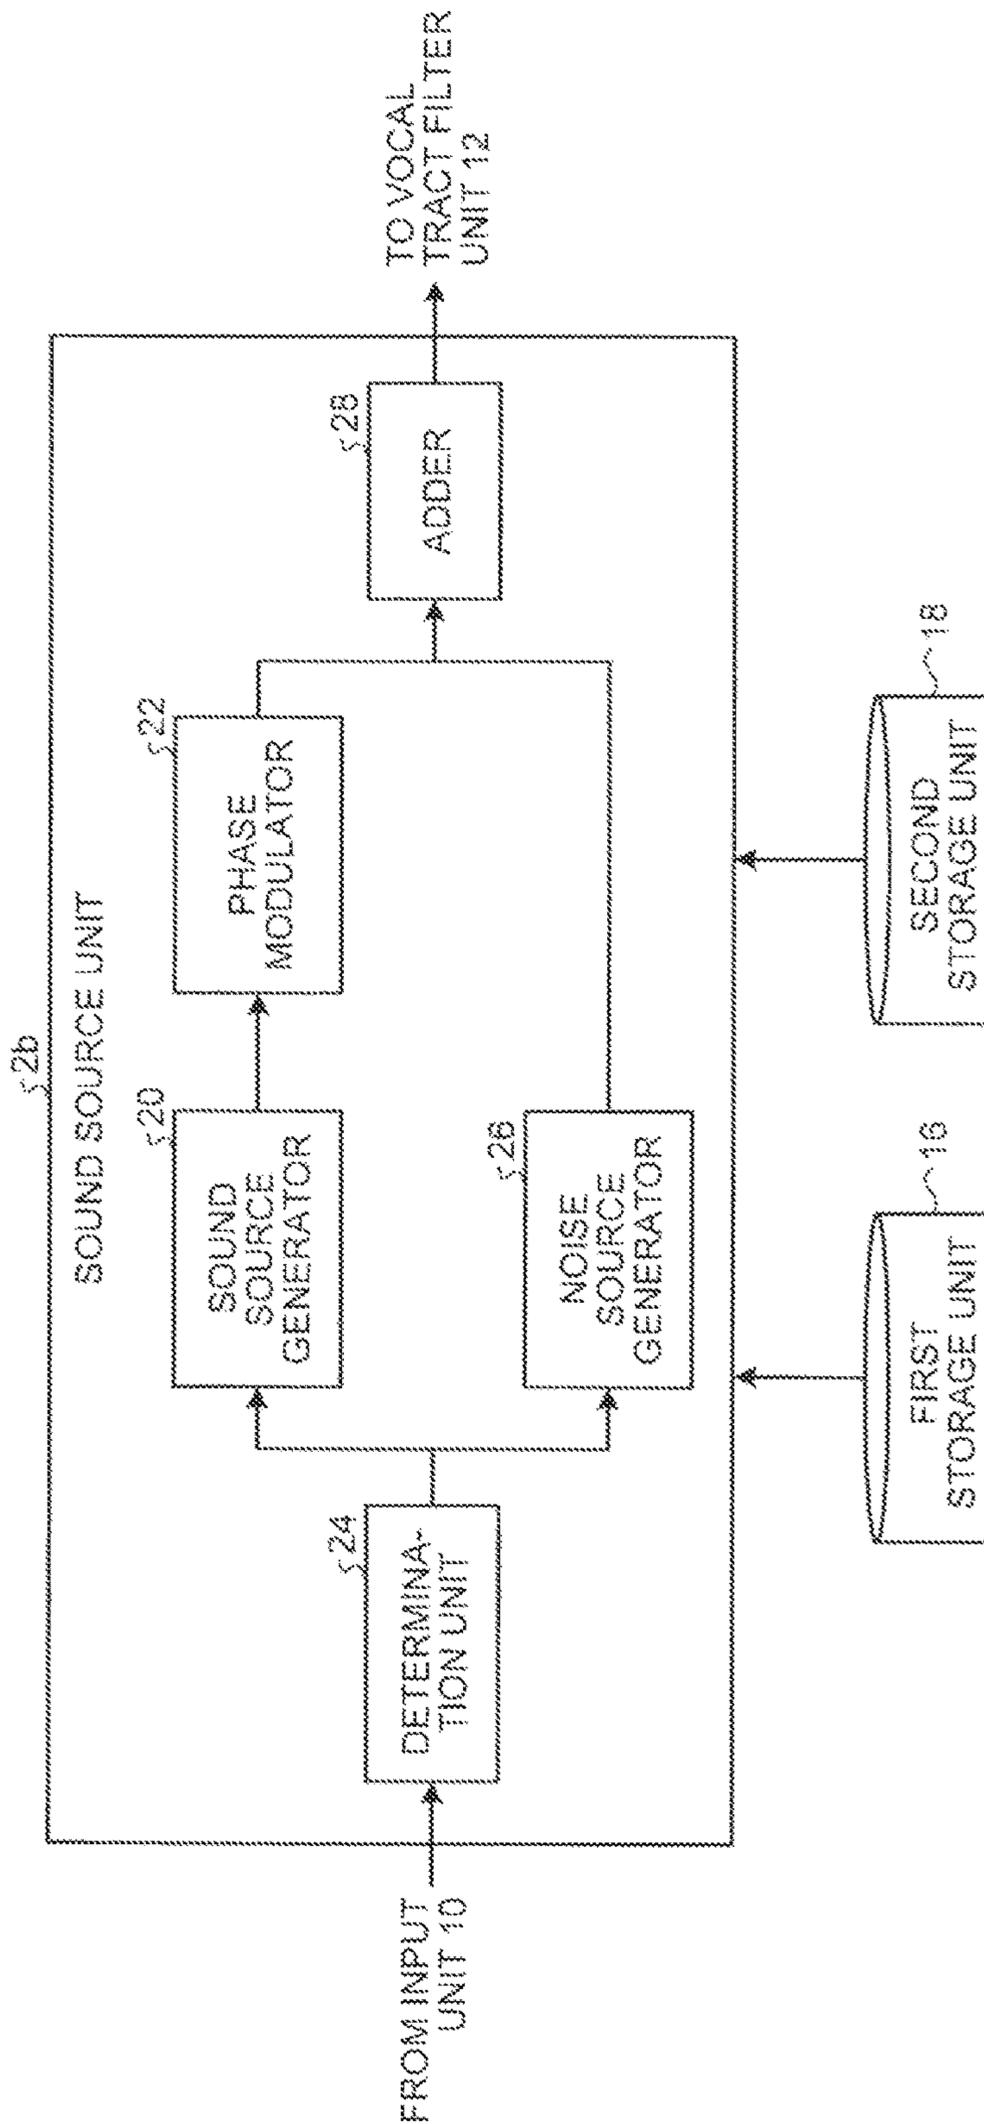 2b
SOUND SOURCE UNIT
FROM INPUT
UNIT 10
24
DETERMINA-
TION UNIT
20
SOUND
SOURCE
GENERATOR
22
PHASE
MODULATOR
26
NOISE
SOURCE
GENERATOR
28
ADDER
TO VOCAL
TRACT FILTER
UNIT 12
16
FIRST
STORAGE UNIT
18
SECOND
STORAGE UNIT